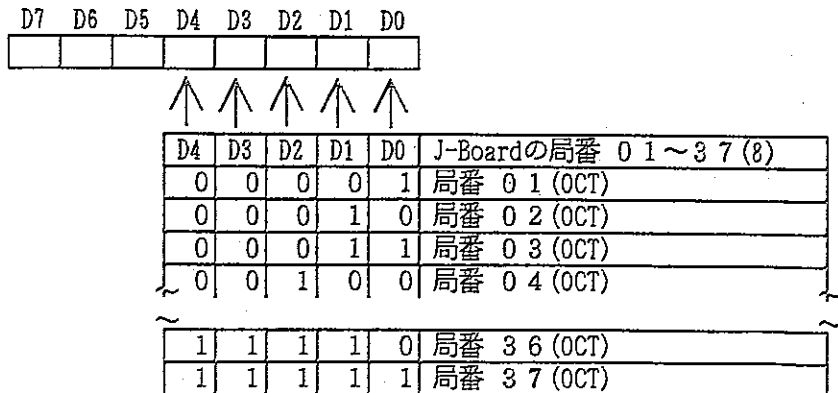 D7 D6 D5 D4 D3 D2 D1 D0
D4 D3 D2 D1 D0 J-Boardの局番 01～37(8)
0 0 0 0 1 局番 01(OCT)
0 0 0 1 0 局番 02(OCT)
0 0 0 1 1 局番 03(OCT)
0 0 1 0 0 局番 04(OCT)
1 1 1 1 0 局番 36(OCT)
1 1 1 1 1 局番 37(OCT)